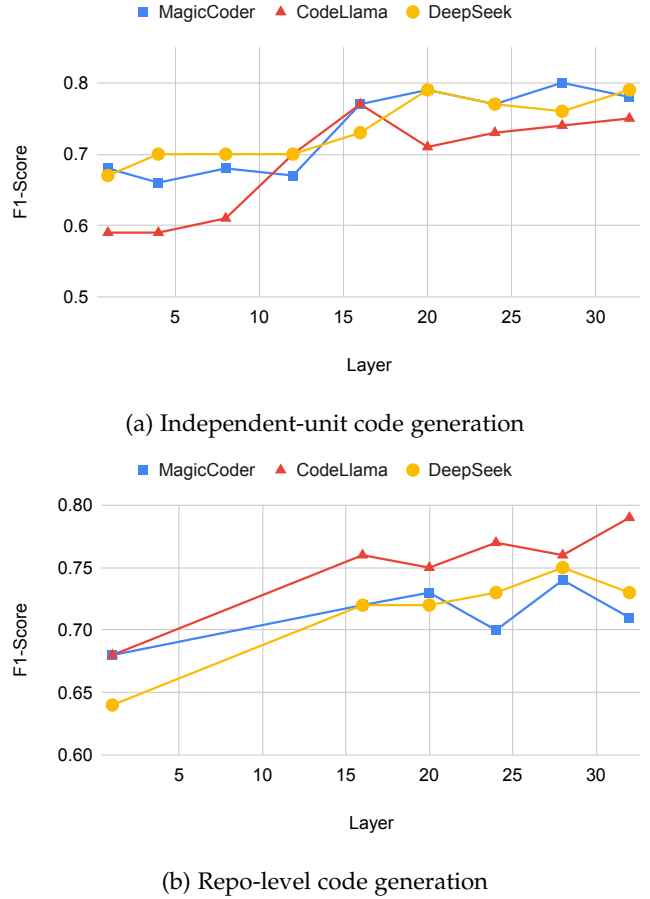 MagicCoder CodeLlama DeepSeek
0.8
0.7
0.6
0.5
F1-Score
5 10 15 20 25 30
Layer
(a) Independent-unit code generation
MagicCoder CodeLlama DeepSeek
0.80
0.75
0.70
0.65
0.60
F1-Score
5 10 15 20 25 30
Layer
(b) Repo-level code generation